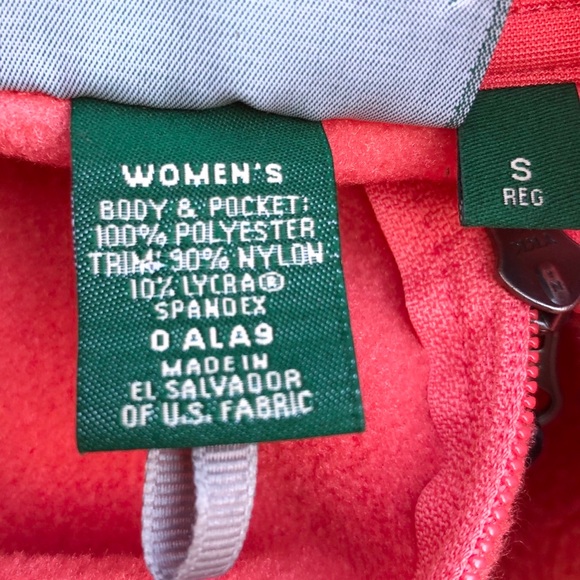 WOMEN'S
BODY & POCKET:
100% POLYESTER
TRIM: 90% NYLON
10% LYCRA®
SPANDEX
0 ALA9
MADE IN
EL SALVADOR
OF U.S. FABRIC
S
REG